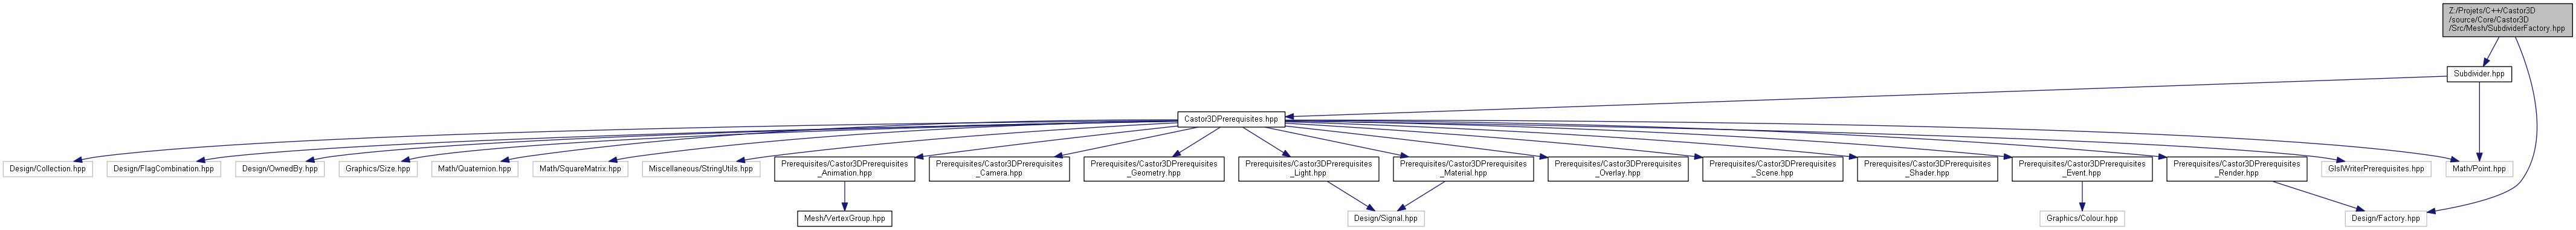 Z:/Projets/C++/Castor3D
/source/Core/Castor3D
/Src/Mesh/SubdividerFactory.hpp
Subdivider.hpp
Castor3DPrerequisites.hpp
Design/Collection.hpp
Design/FlagCombination.hpp
Design/OwnedBy.hpp
Graphics/Size.hpp
Math/Quaternion.hpp
Math/SquareMatrix.hpp
Miscellaneous/StringUtils.hpp
Prerequisites/Castor3DPrerequisites
_Animation.hpp
Prerequisites/Castor3DPrerequisites
_Camera.hpp
Prerequisites/Castor3DPrerequisites
_Geometry.hpp
Prerequisites/Castor3DPrerequisites
_Light.hpp
Prerequisites/Castor3DPrerequisites
_Material.hpp
Prerequisites/Castor3DPrerequisites
_Overlay.hpp
Prerequisites/Castor3DPrerequisites
_Scene.hpp
Prerequisites/Castor3DPrerequisites
_Shader.hpp
Prerequisites/Castor3DPrerequisites
_Event.hpp
Prerequisites/Castor3DPrerequisites
_Render.hpp
GlslWriterPrerequisites.hpp
Math/Point.hpp
Mesh/VertexGroup.hpp
Design/Signal.hpp
Graphics/Colour.hpp
Design/Factory.hpp